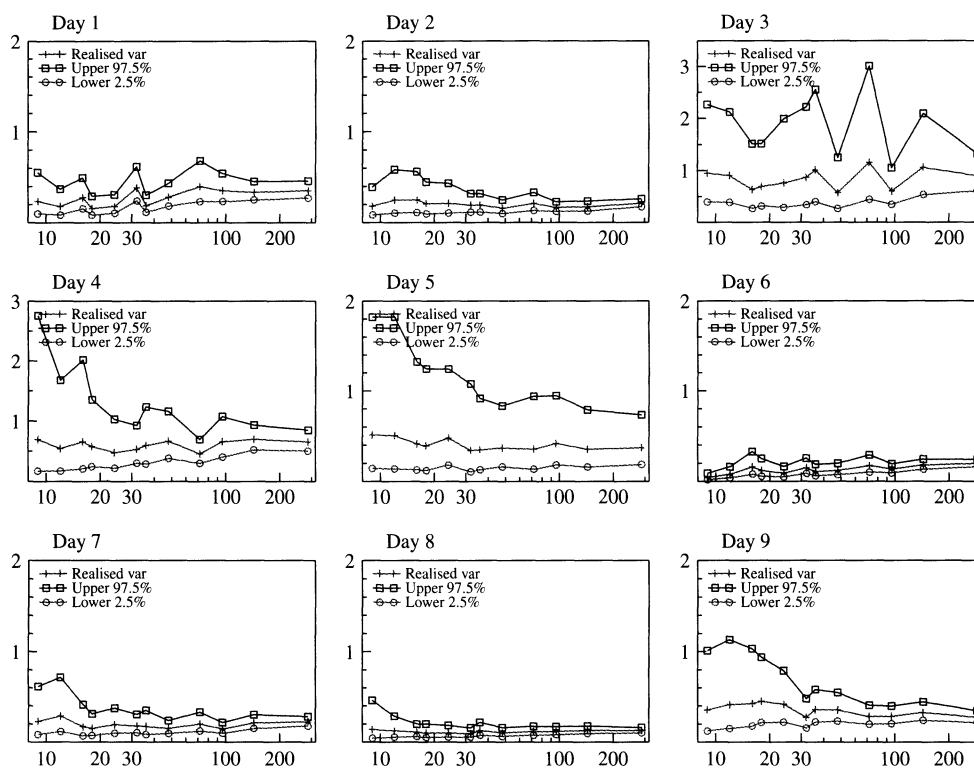 Day 1
2
Realised var
Upper 97.5%
Lower 2.5%
1
10 20 30 100 200
Day 2
2
Realised var
Upper 97.5%
Lower 2.5%
1
10 20 30 100 200
Day 3
3
Realised var
Upper 97.5%
Lower 2.5%
2
1
10 20 30 100 200
Day 4
3
Realised var
Upper 97.5%
Lower 2.5%
2
1
10 20 30 100 200
Day 5
2
Realised var
Upper 97.5%
Lower 2.5%
1
10 20 30 100 200
Day 6
2
Realised var
Upper 97.5%
Lower 2.5%
1
10 20 30 100 200
Day 7
2
Realised var
Upper 97.5%
Lower 2.5%
1
10 20 30 100 200
Day 8
2
Realised var
Upper 97.5%
Lower 2.5%
1
10 20 30 100 200
Day 9
2
Realised var
Upper 97.5%
Lower 2.5%
1
10 20 30 100 200